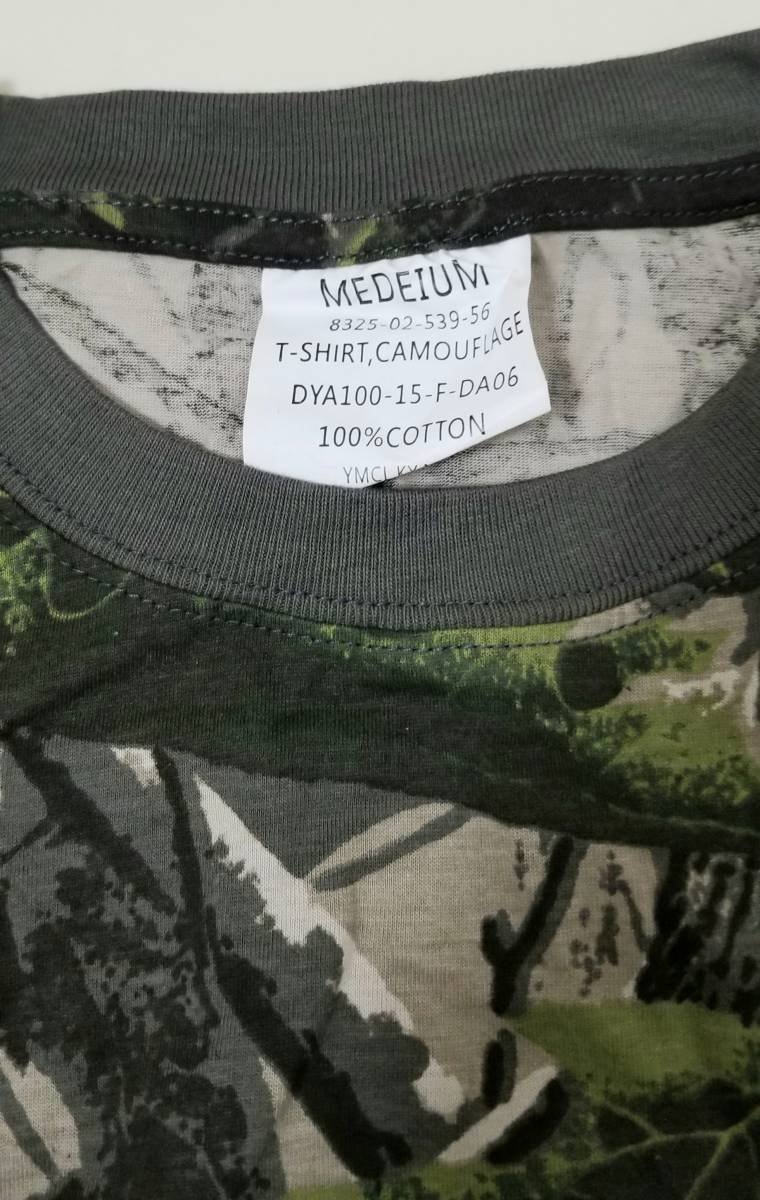 MEDEIUM
8325-02-539-56
T-SHIRT,CAMOUFLAGE
DYA100-15-F-DA06
100%COTTON